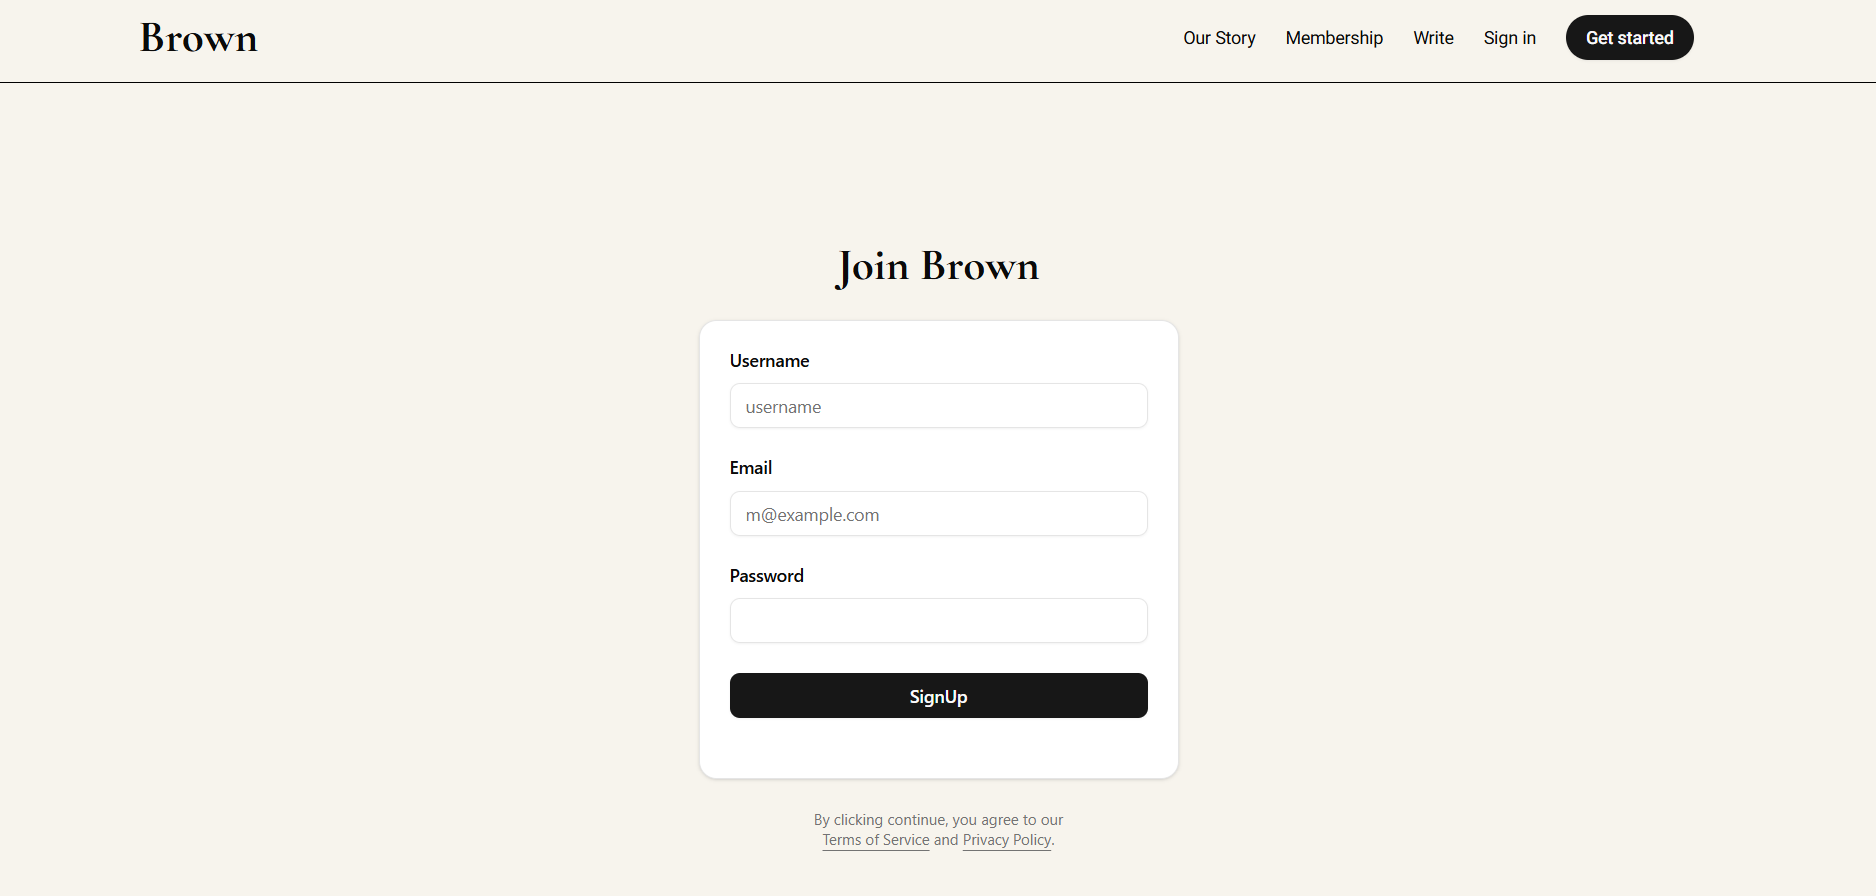 Brown
Our Story
Membership
Write
Sign in
Get started
Join Brown
Username
username
Email
m@example.com
Password
SignUp
By clicking continue, you agree to our
Terms of Service and Privacy Policy.